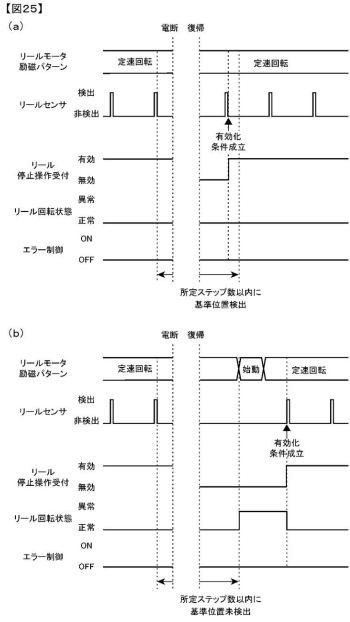 【図25】
(a)
電断 復帰
リールモータ
励磁パターン
定速回転
定速回転
リールセンサ
検出
非検出
有効化
条件成立
リール
停止操作受付
有効
無効
リール回転状態
異常
正常
エラー制御
ON
OFF
所定ステップ数以内に
基準位置検出
(b)
電断 復帰
リールモータ
励磁パターン
定速回転
始動
定速回転
リールセンサ
検出
非検出
有効化
条件成立
リール
停止操作受付
有効
無効
リール回転状態
異常
正常
エラー制御
ON
OFF
所定ステップ数以内に
基準位置未検出